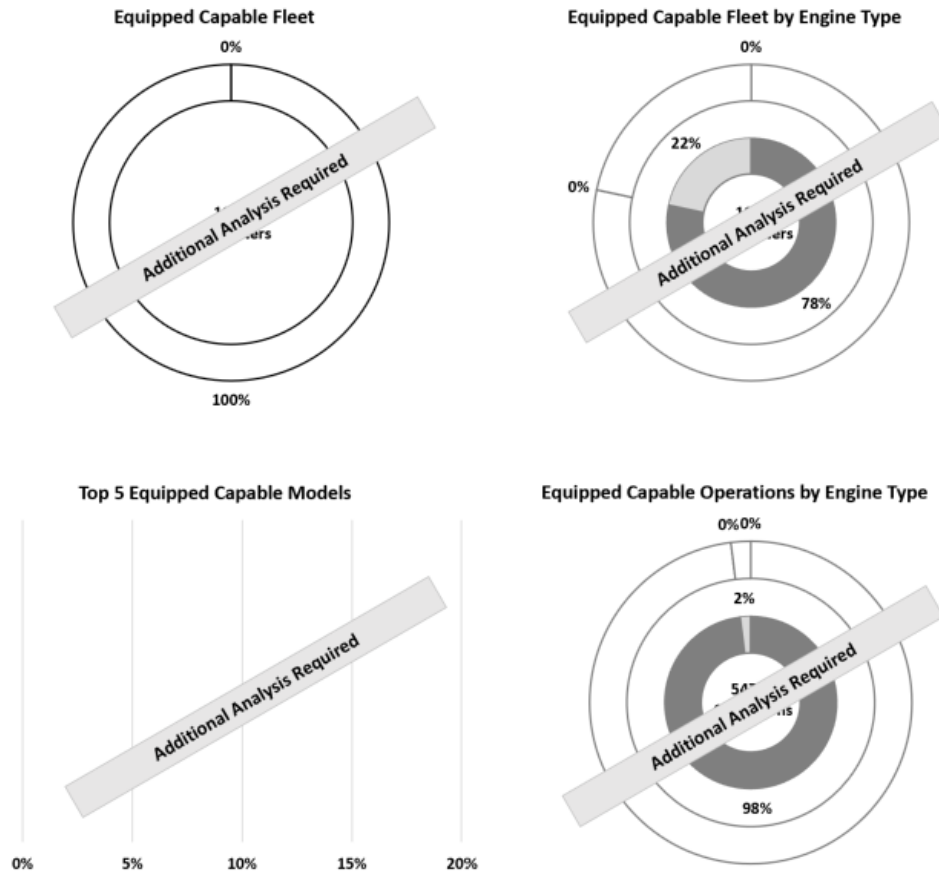 Equipped Capable Fleet
0%
Additional Analysis Required
100%
Equipped Capable Fleet by Engine Type
0%
22%
0%
Additional Analysis Required
78%
Top 5 Equipped Capable Models
Additional Analysis Required
0% 5% 10% 15% 20%
Equipped Capable Operations by Engine Type
0% 0%
2%
Additional Analysis Required
98%